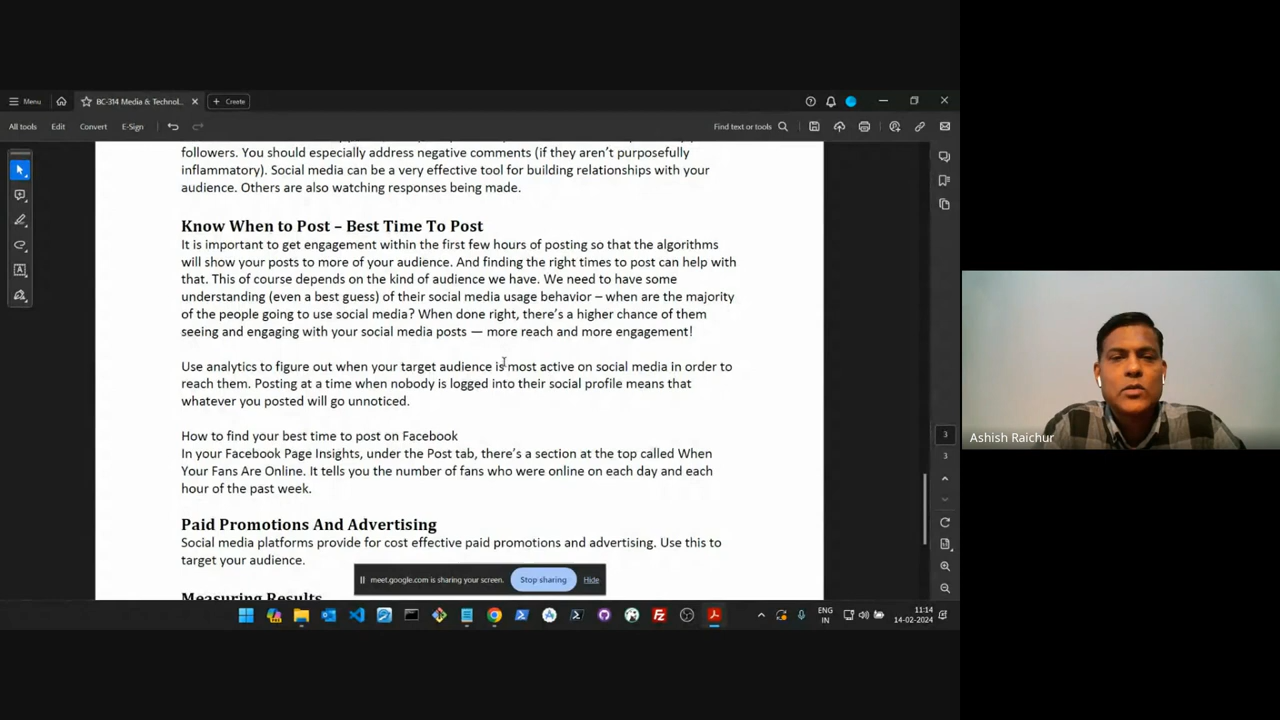 Menu
BC-314 Media & Technol...
Create
All tools
Edit
Convert
E-Sign
Find text or tools
followers. You should especially address negative comments (if they aren't purposefully
inflammatory). Social media can be a very effective tool for building relationships with your
audience. Others are also watching responses being made.
Know When to Post – Best Time To Post
It is important to get engagement within the first few hours of posting so that the algorithms
will show your posts to more of your audience. And finding the right times to post can help with
that. This of course depends on the kind of audience we have. We need to have some
understanding (even a best guess) of their social media usage behavior – when are the majority
of the people going to use social media? When done right, there's a higher chance of them
seeing and engaging with your social media posts — more reach and more engagement!
Use analytics to figure out when your target audience is most active on social media in order to
reach them. Posting at a time when nobody is logged into their social profile means that
whatever you posted will go unnoticed.
How to find your best time to post on Facebook
In your Facebook Page Insights, under the Post tab, there's a section at the top called When
Your Fans Are Online. It tells you the number of fans who were online on each day and each
hour of the past week.
Paid Promotions And Advertising
Social media platforms provide for cost effective paid promotions and advertising. Use this to
target your audience.
Measuring Results
3
3
meet.google.com is sharing your screen.
Stop sharing
Hide
ENG
IN
11:14
14-02-2024
Ashish Raichur